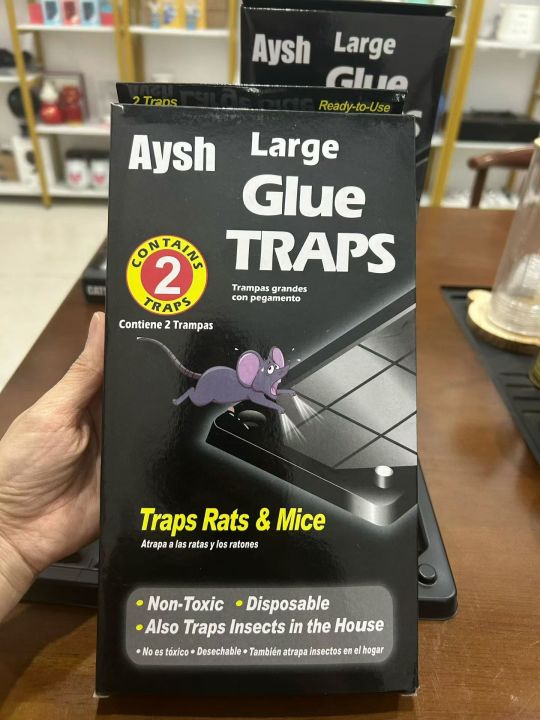 Aysh
Large
Glue
2 Traps
Ready-to-Use
Aysh
Large
Glue
TRAPS
Trampas grandes
con pegamento
CONTAINS
2
TRAPS
Contiene 2 Trampas
Traps Rats & Mice
Atrapa a las ratas y los ratones
• Non-Toxic • Disposable
• Also Traps Insects in the House
• No es tóxico • Desechable • También atrapa insectos en el hogar